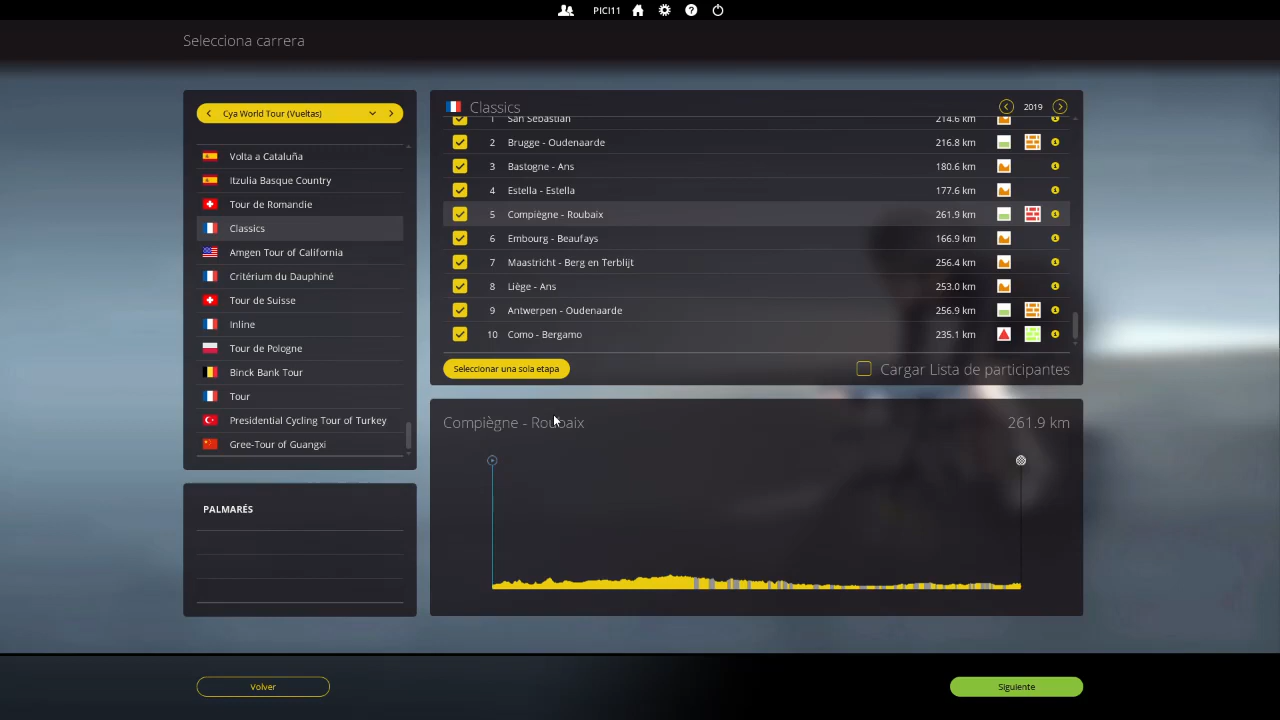 PICI11
Selecciona carrera
Cya World Tour (Vueltas)
Volta a Cataluña
Itzulia Basque Country
Tour de Romandie
Classics
Amgen Tour of California
Critérium du Dauphiné
Tour de Suisse
Inline
Tour de Pologne
Binck Bank Tour
Tour
Presidential Cycling Tour of Turkey
Gree-Tour of Guangxi
PALMARÉS
Classics 2019
1 San Sebastian 214.6 km
2 Brugge - Oudenaarde 216.8 km
3 Bastogne - Ans 180.6 km
4 Estella - Estella 177.6 km
5 Compiègne - Roubaix 261.9 km
6 Embourg - Beaufays 166.9 km
7 Maastricht - Berg en Terblijt 256.4 km
8 Liège - Ans 253.0 km
9 Antwerpen - Oudenaarde 256.9 km
10 Como - Bergamo 235.1 km
Seleccionar una sola etapa
Cargar Lista de participantes
Compiègne - Roubaix 261.9 km
Volver
Siguiente